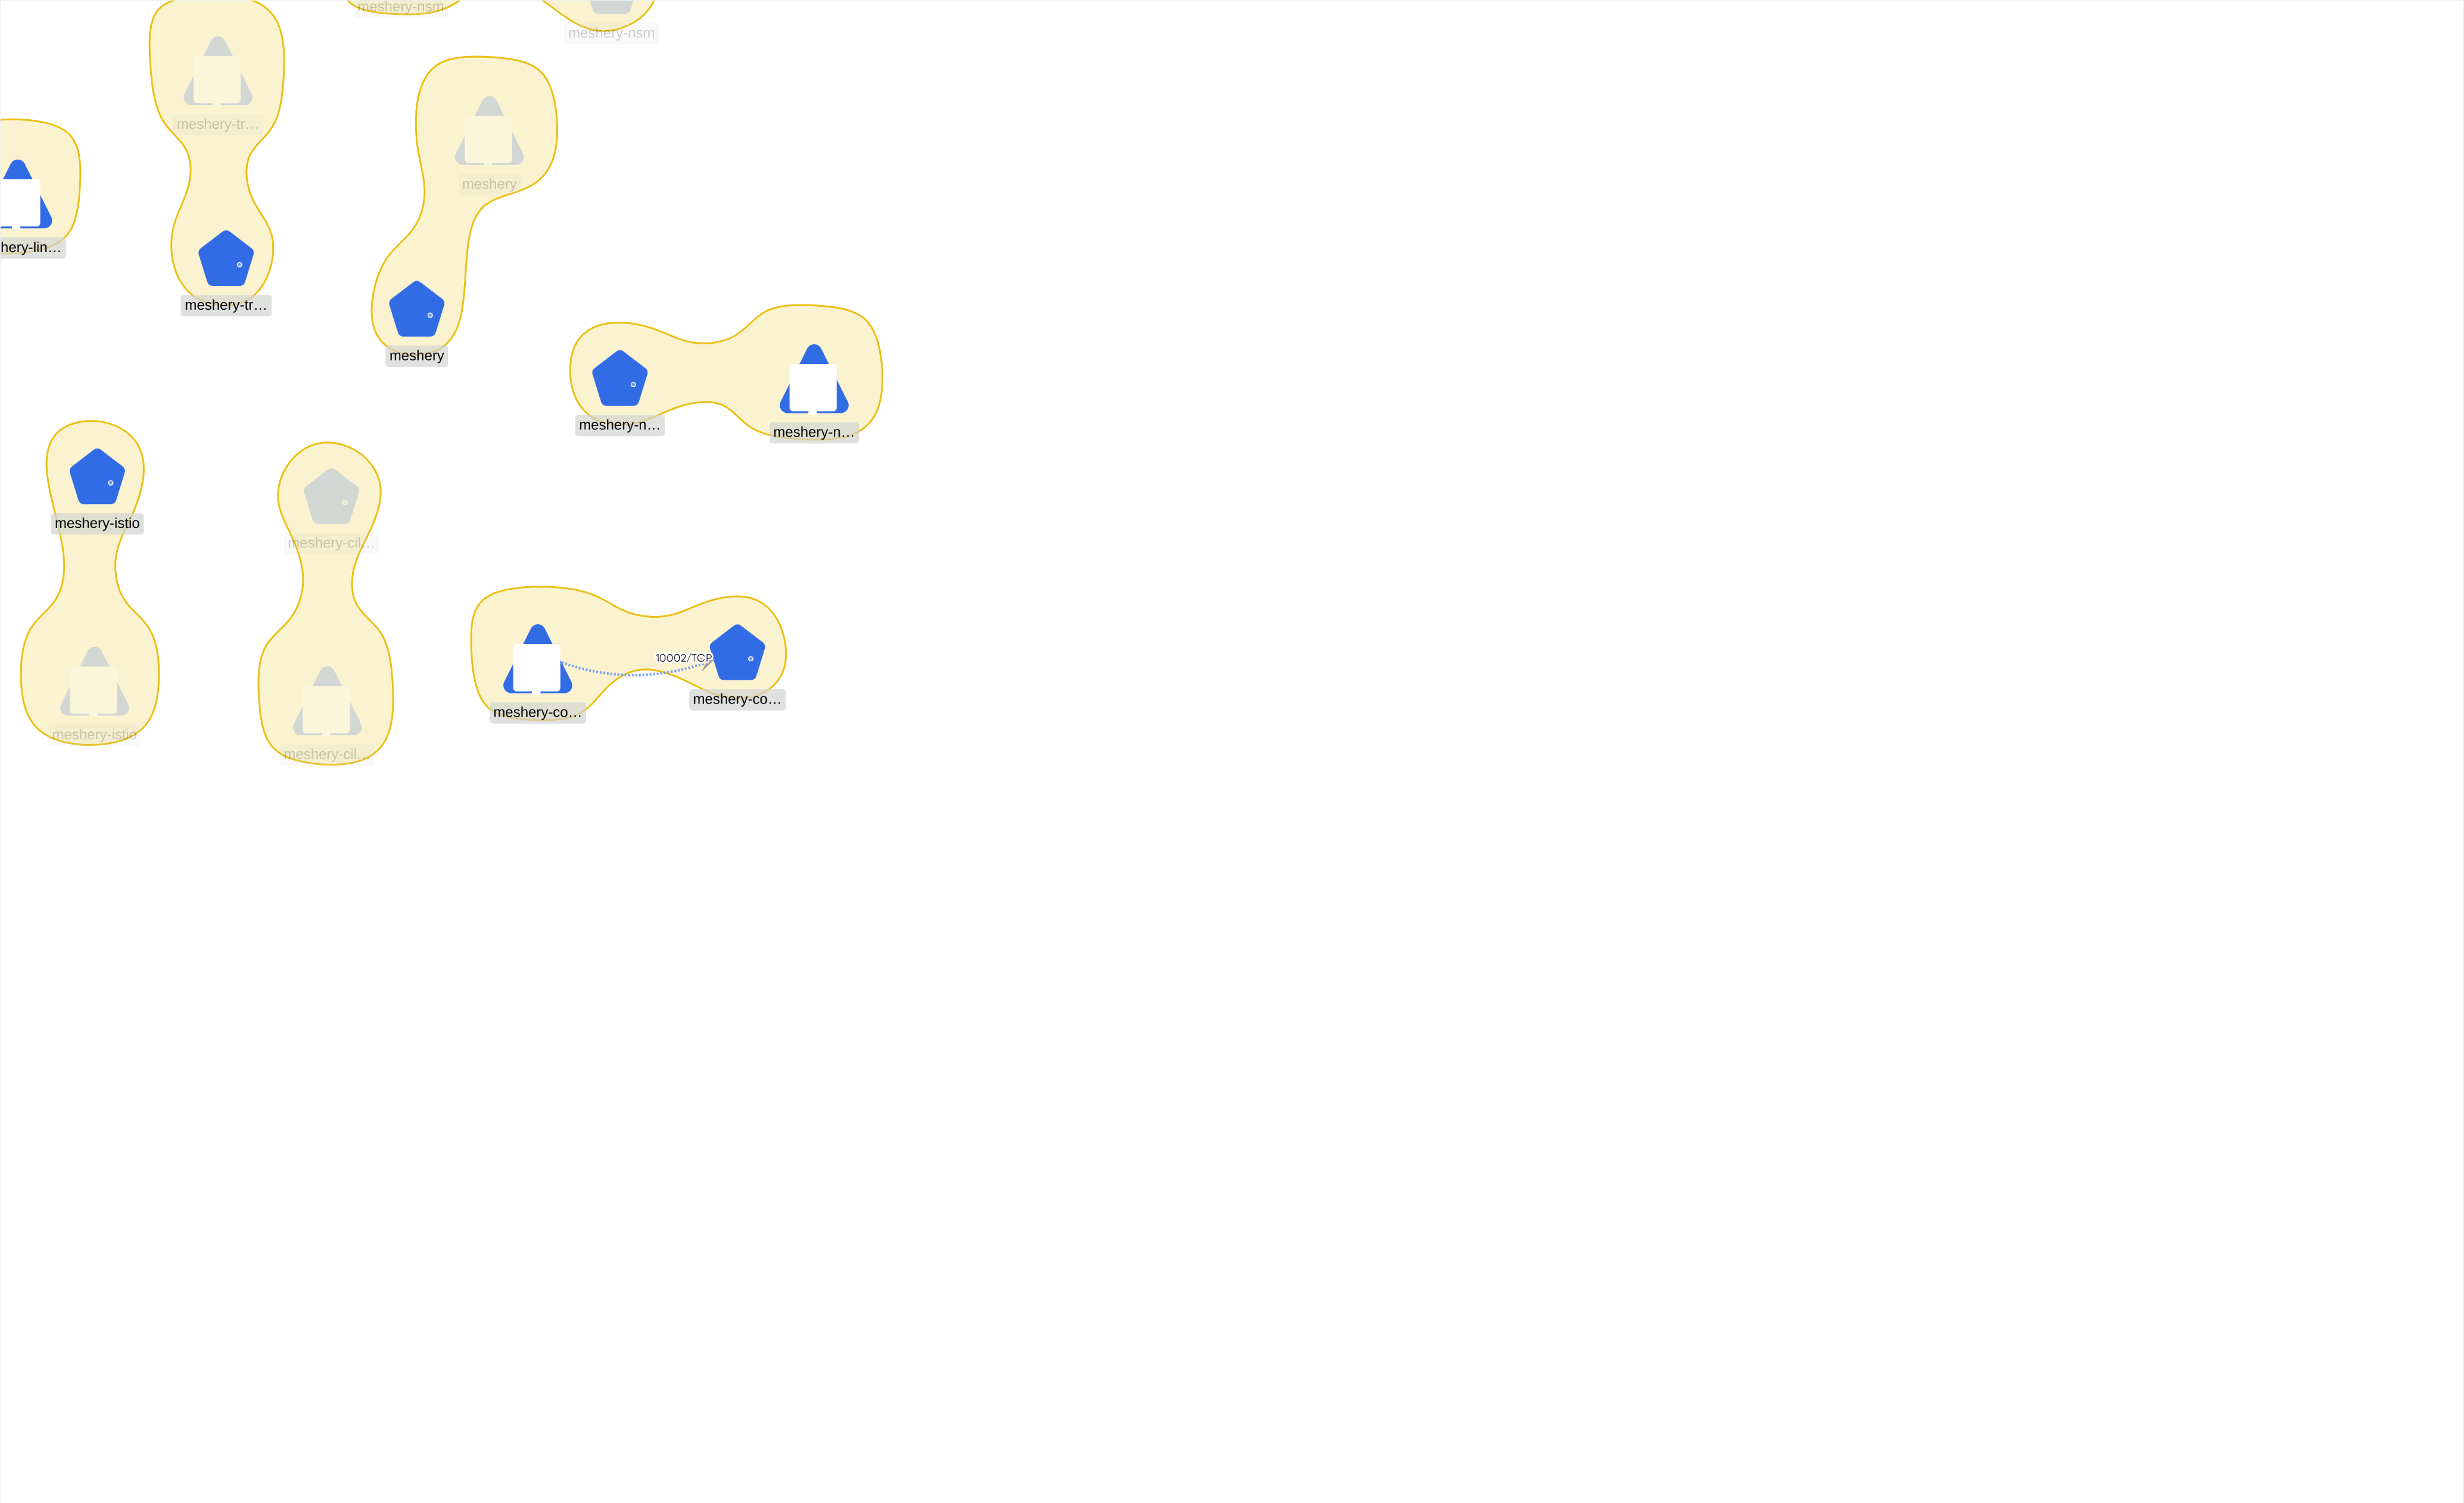 meshery-nsm
meshery-nsm
meshery-tr…
meshery
hery-lin…
meshery-tr…
meshery
meshery-n…
meshery-n…
meshery-istio
meshery-cil…
10002/TCP
meshery-co…
meshery-co…
meshery-istio
meshery-cil…